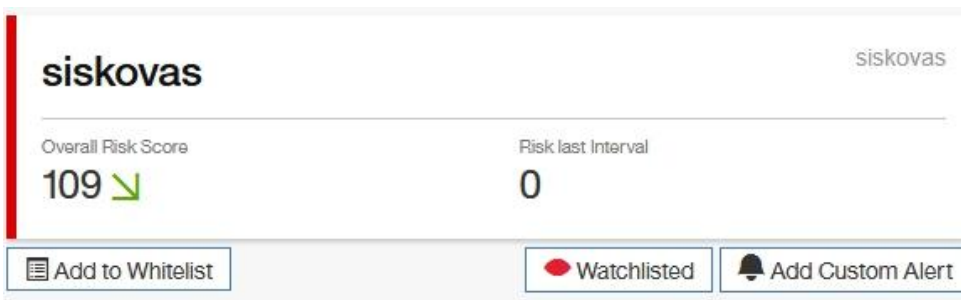 siskovas
siskovas
Overall Risk Score
Risk last Interval
109
0
Add to Whitelist
Watchlisted
Add Custom Alert